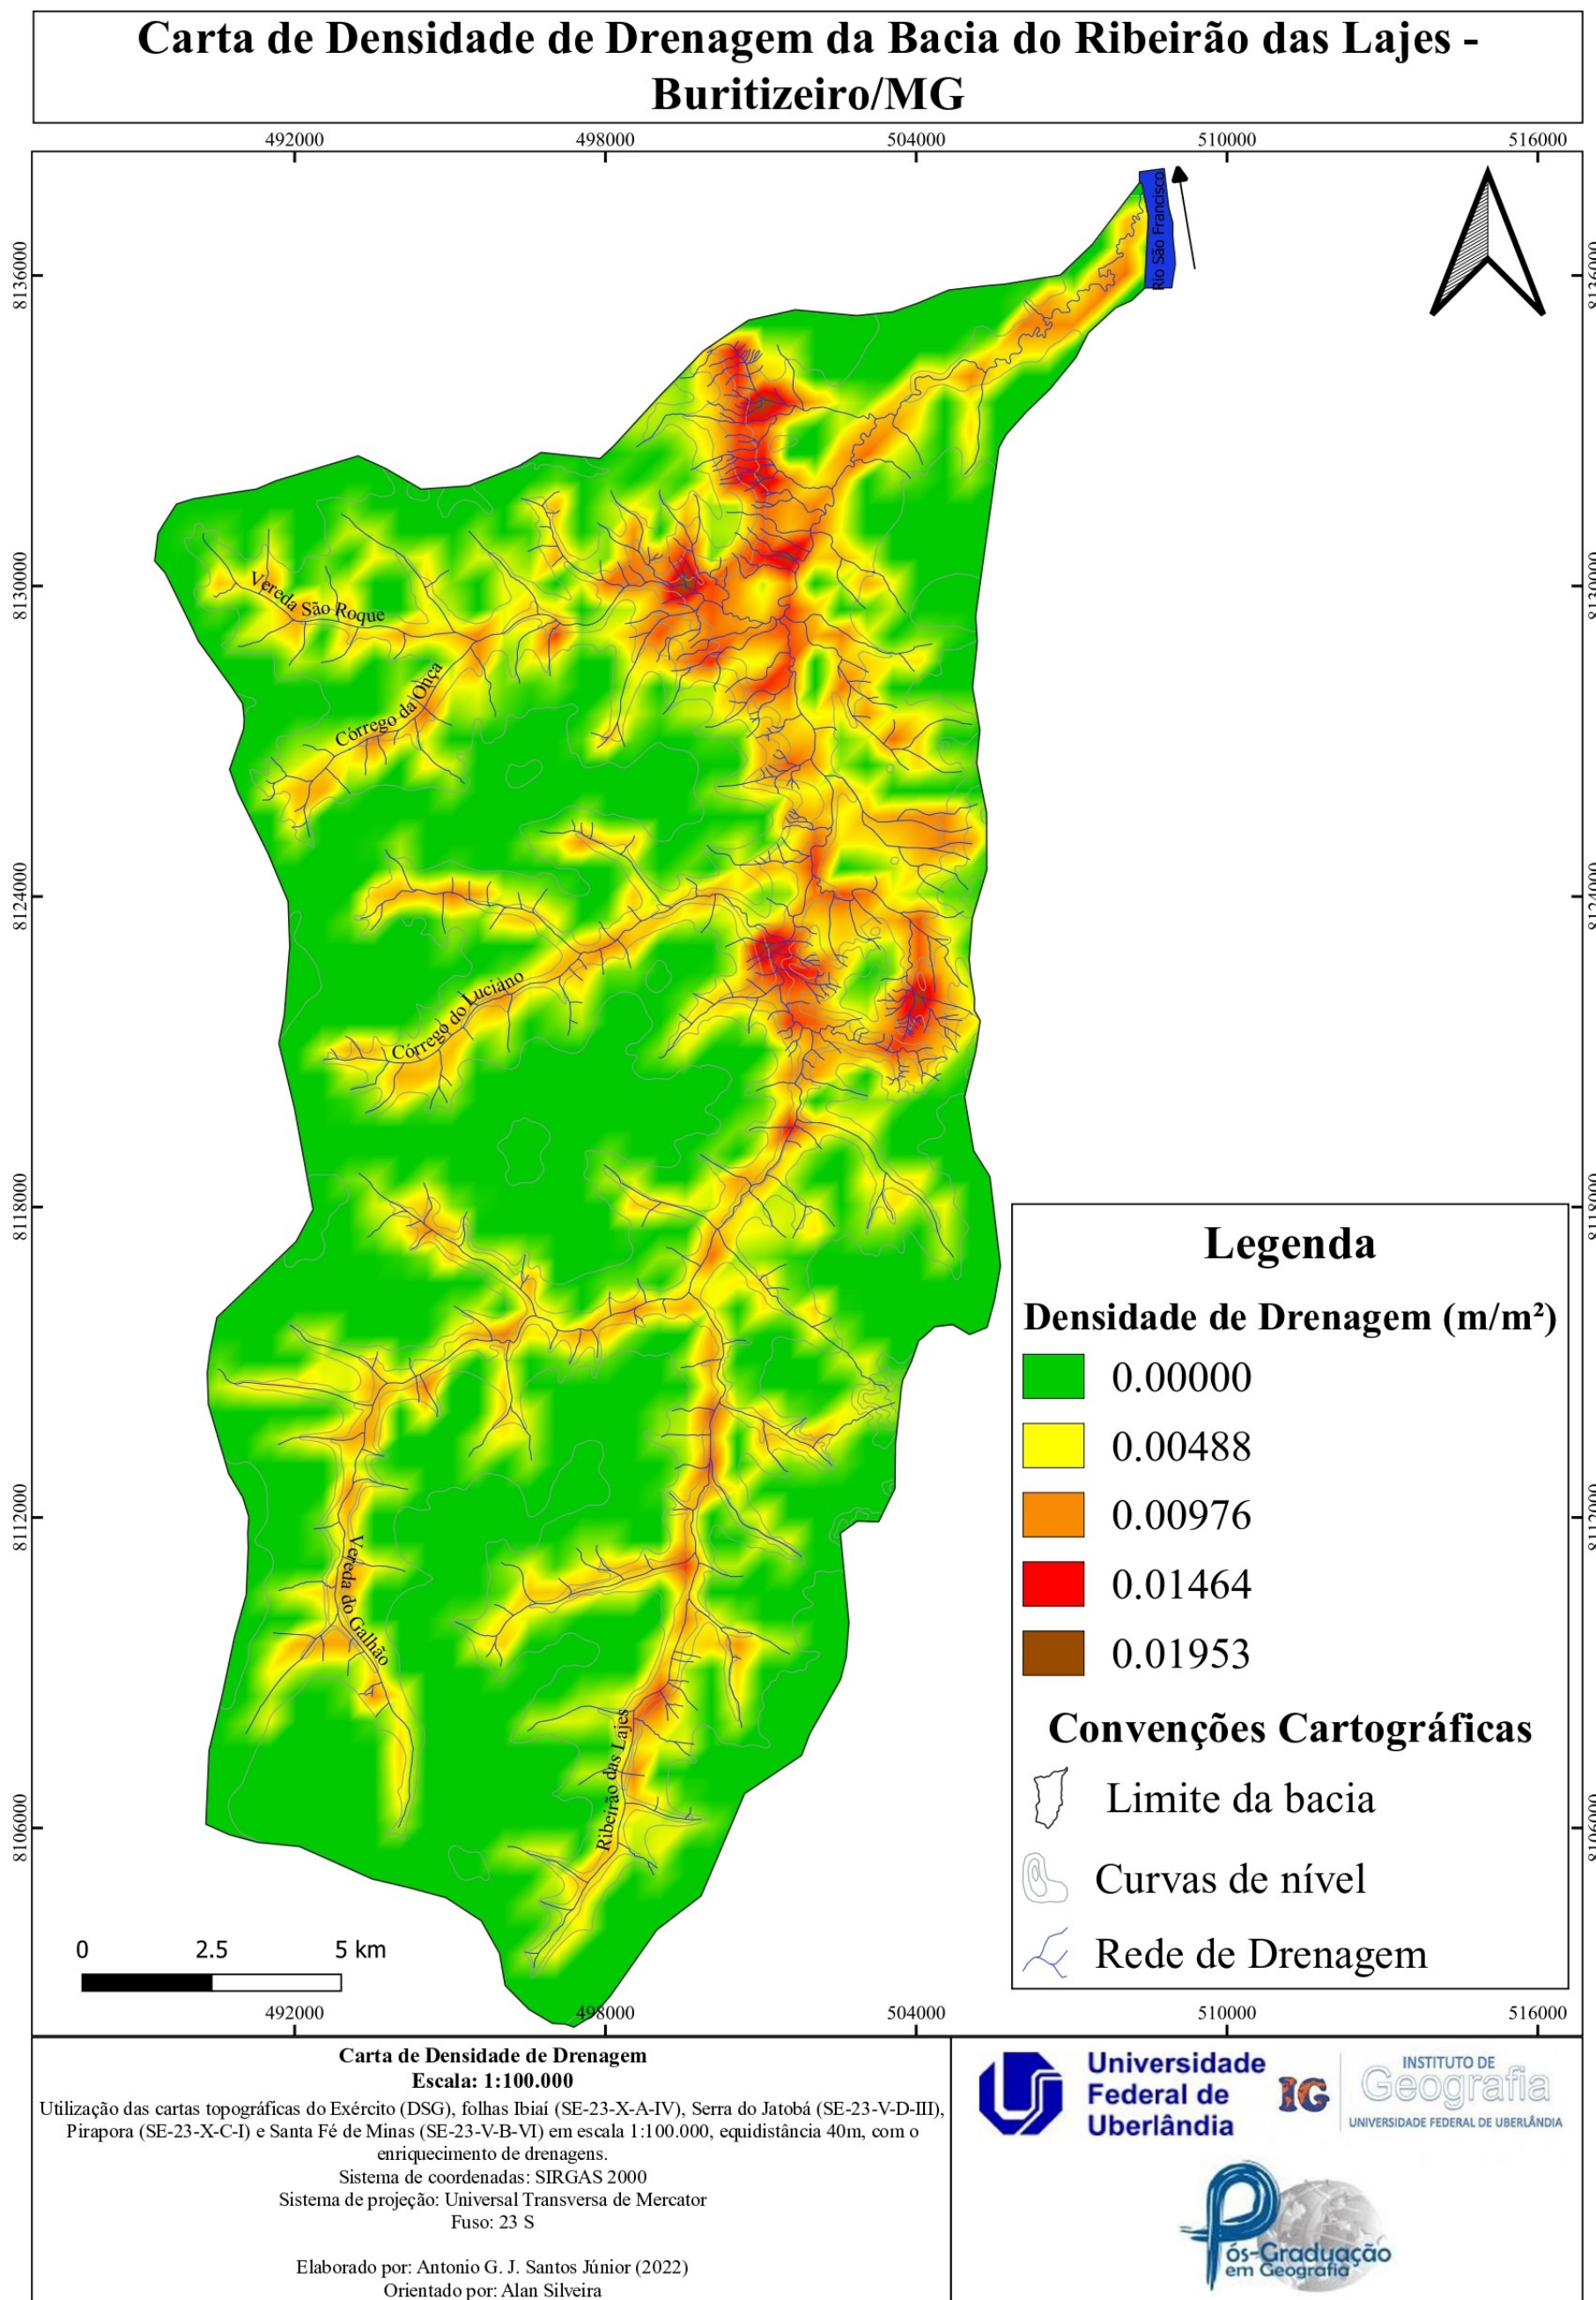 Carta de Densidade de Drenagem da Bacia do Ribeirão das Lajes -
Buritizeiro/MG
492000
498000
504000
510000
516000
Rio São Francisco
8136000
8136000
8130000
8130000
Vereda São Roque
Córrego da Onça
8124000
8124000
Córrego do Luciano
8118000
8118000
Legenda
Densidade de Drenagem (m/m²)
0.00000
0.00488
0.00976
0.01464
0.01953
Convenções Cartográficas
Limite da bacia
Curvas de nível
Rede de Drenagem
8112000
8112000
Vereda do Galhão
Ribeirão das Lajes
8106000
8106000
0 2.5 5 km
492000
498000
504000
510000
516000
Carta de Densidade de Drenagem
Escala: 1:100.000
Utilização das cartas topográficas do Exército (DSG), folhas Ibiaí (SE-23-X-A-IV), Serra do Jatobá (SE-23-V-D-III),
Pirapora (SE-23-X-C-I) e Santa Fé de Minas (SE-23-V-B-VI) em escala 1:100.000, equidistância 40m, com o
enriquecimento de drenagens.
Sistema de coordenadas: SIRGAS 2000
Sistema de projeção: Universal Transversa de Mercator
Fuso: 23 S
Elaborado por: Antonio G. J. Santos Júnior (2022)
Orientado por: Alan Silveira
Universidade
Federal de
Uberlândia
IG
INSTITUTO DE
Geografia
UNIVERSIDADE FEDERAL DE UBERLÂNDIA
Pós-Graduação
em Geografia